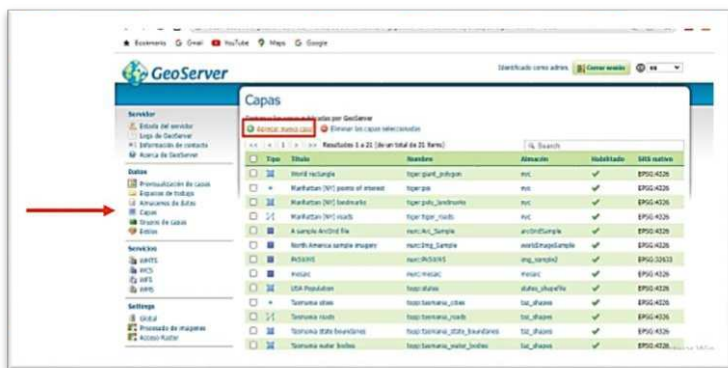 Bookmarks Gmail YouTube Maps Google
GeoServer
Identificado como admin.
Cerrar sesión
es
Servidor
Estado del servidor
Logs de GeoServer
Información de contacto
Acerca de GeoServer
Datos
Previsualización de capas
Espacios de trabajo
Almacenes de datos
Capas
Grupos de capas
Estilos
Servicios
WMTS
WCS
WFS
WMS
Settings
Global
Procesado de imágenes
Acceso Raster
Capas
capas publicadas por GeoServer
Agregar nueva capa Eliminar las capas seleccionadas
<< < 1 > >> Resultados 1 a 21 (de un total de 21 ítems) Search
Tipo Título Nombre Almacén Habilitado SRS nativo
World rectangle tiger:giant_polygon nyc EPSG:4326
Manhattan (NY) points of interest tiger:poi nyc EPSG:4326
Manhattan (NY) landmarks tiger:poly_landmarks nyc EPSG:4326
Manhattan (NY) roads tiger:tiger_roads nyc EPSG:4326
A sample ArcGrid file nurc:Arc_Sample arcGridSample EPSG:4326
North America sample imagery nurc:Img_Sample worldImageSample EPSG:4326
Pk50095 nurc:Pk50095 img_sample2 EPSG:32633
mosaic nurc:mosaic mosaic EPSG:4326
USA Population topp:states states_shapefile EPSG:4326
Tasmania cities topp:tasmania_cities taz_shapes EPSG:4326
Tasmania roads topp:tasmania_roads taz_shapes EPSG:4326
Tasmania state boundaries topp:tasmania_state_boundaries taz_shapes EPSG:4326
Tasmania water bodies topp:tasmania_water_bodies taz_shapes EPSG:4326